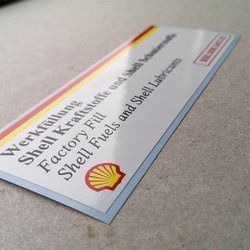 Werkfüllung
Shell Kraftstoffe und Shell Schmierstoffe
Factory Fill
Shell Fuels and Shell Lubricants